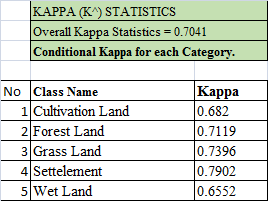 KAPPA (K^) STATISTICS
Overall Kappa Statistics = 0.7041
Conditional Kappa for each Category.
No Class Name Kappa
1 Cultivation Land 0.682
2 Forest Land 0.7119
3 Grass Land 0.7396
4 Settelement 0.7902
5 Wet Land 0.6552